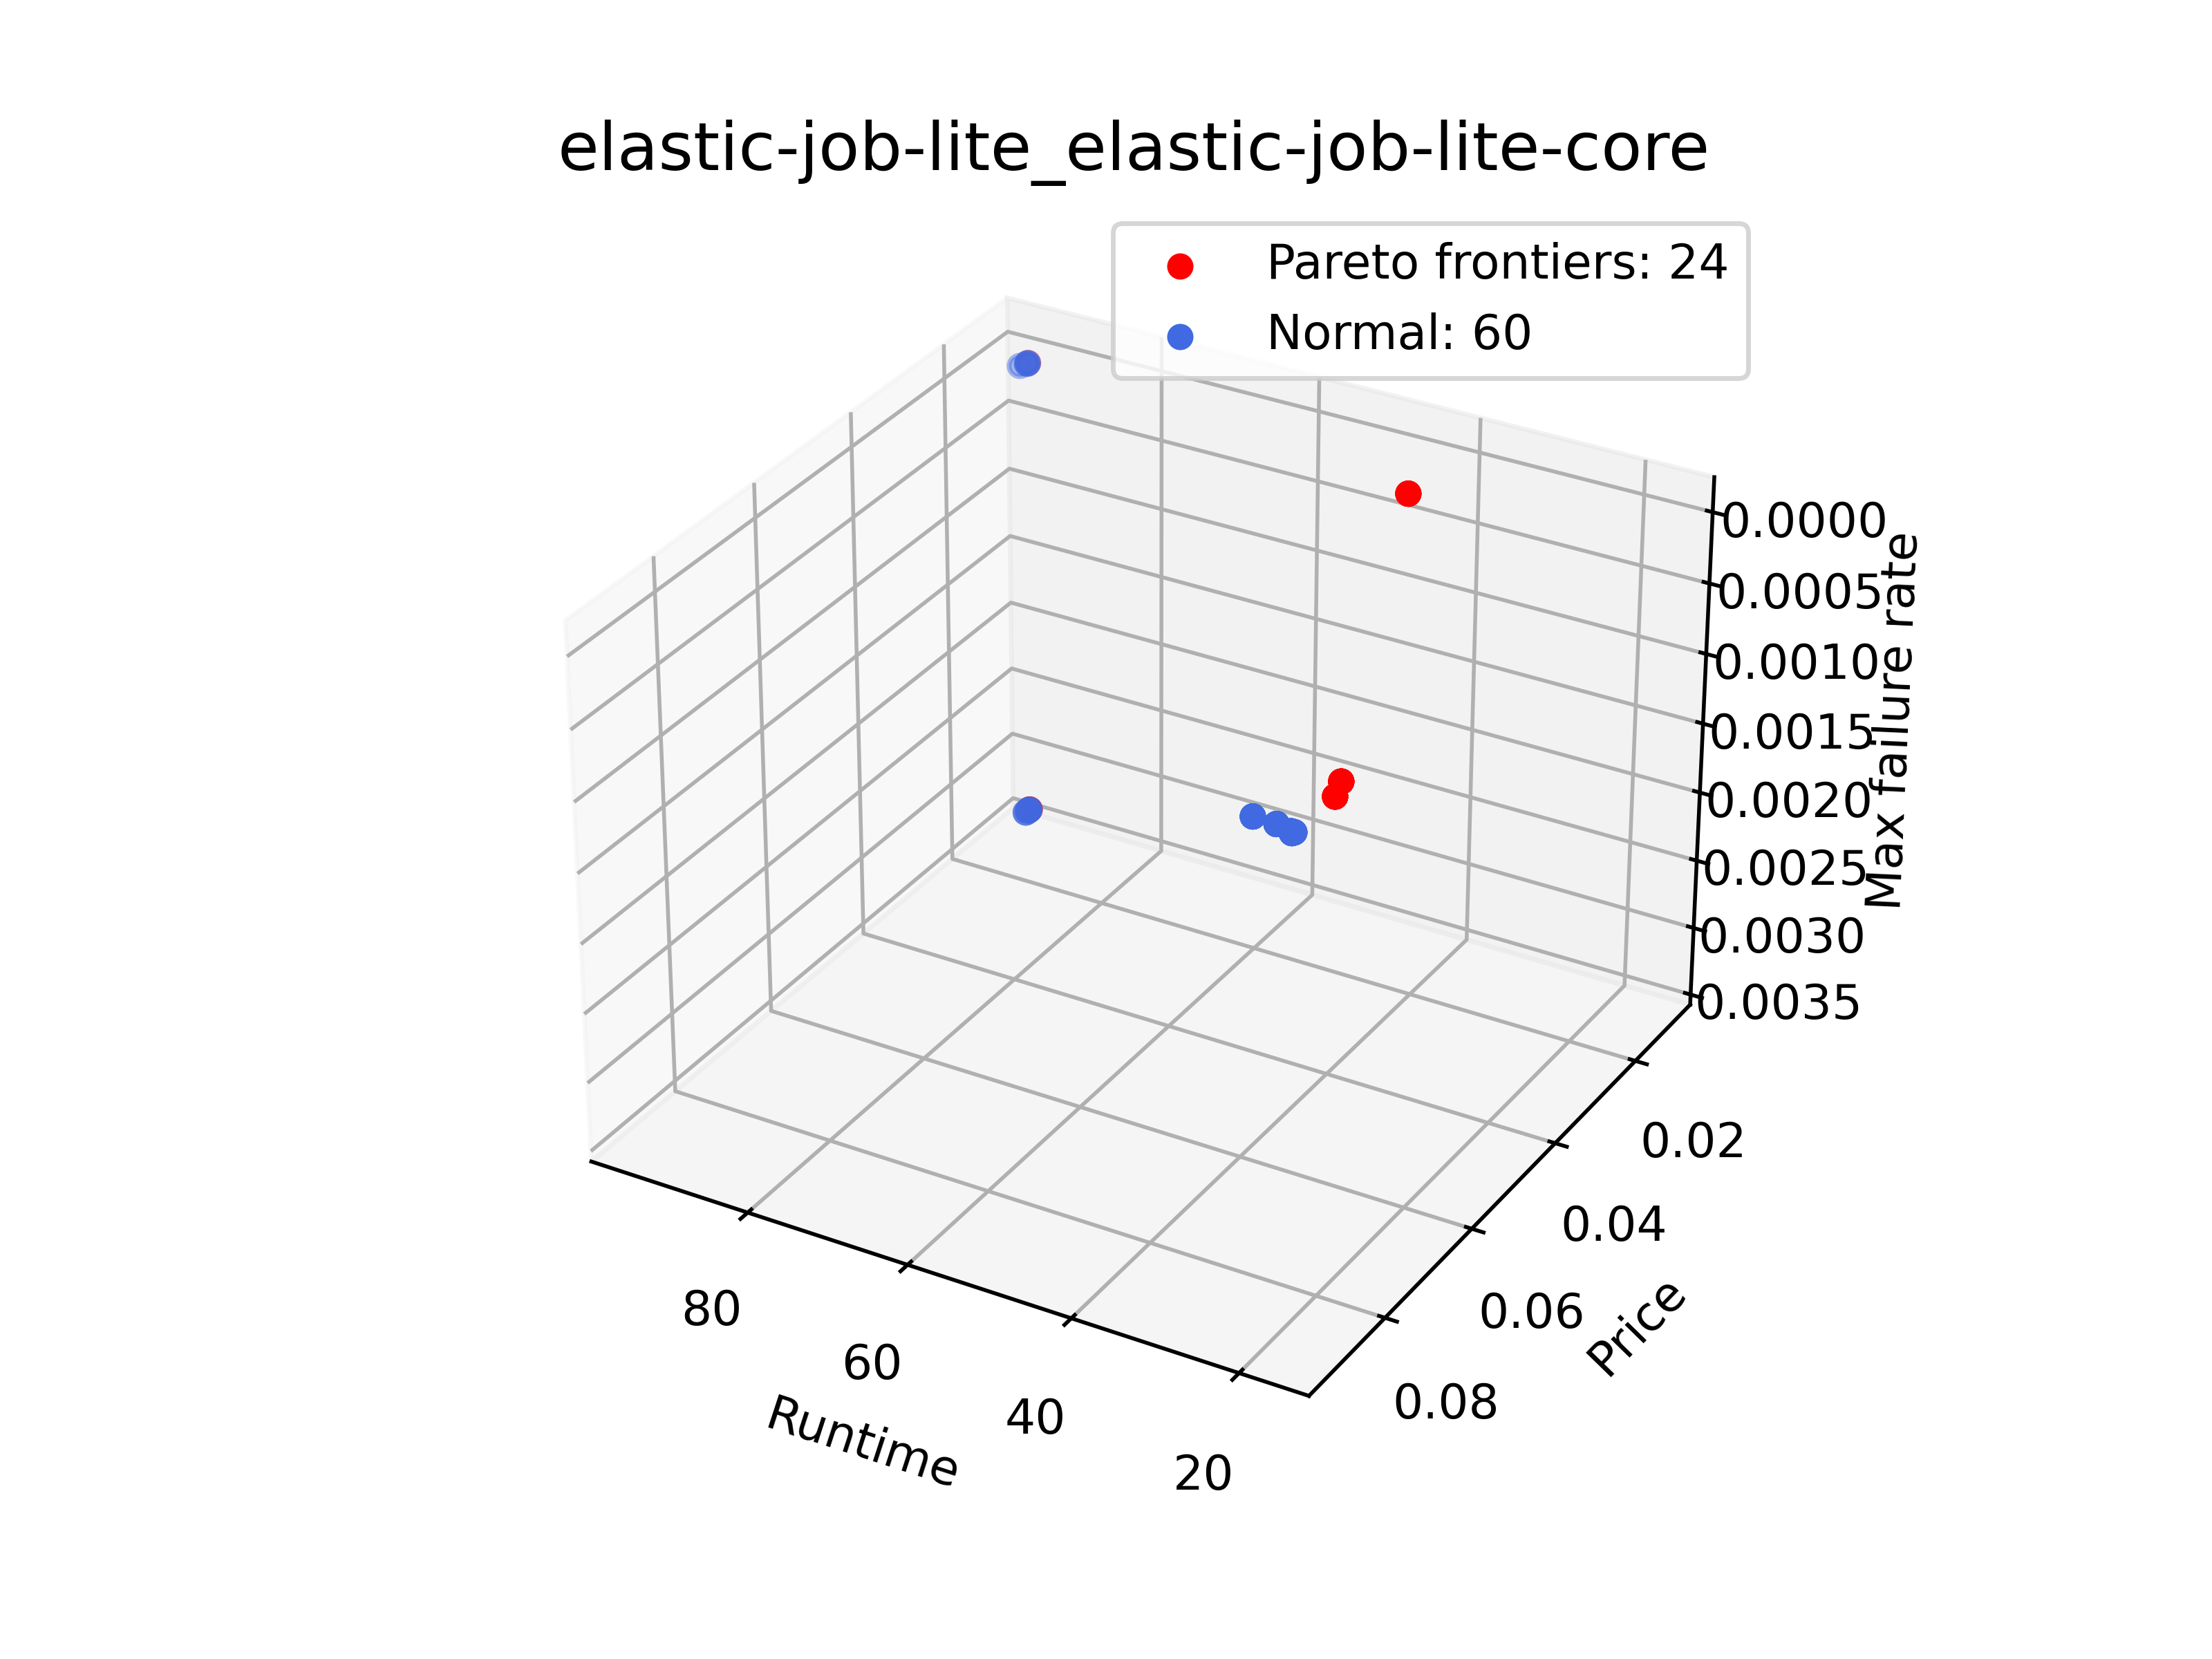 elastic-job-lite_elastic-job-lite-core
Pareto frontiers: 24
Normal: 60
0.0000
0.0005
0.0010
0.0015
0.0020
0.0025
0.0030
0.0035
Max failure rate
0.02
0.04
0.06
0.08
Price
80
60
40
20
Runtime